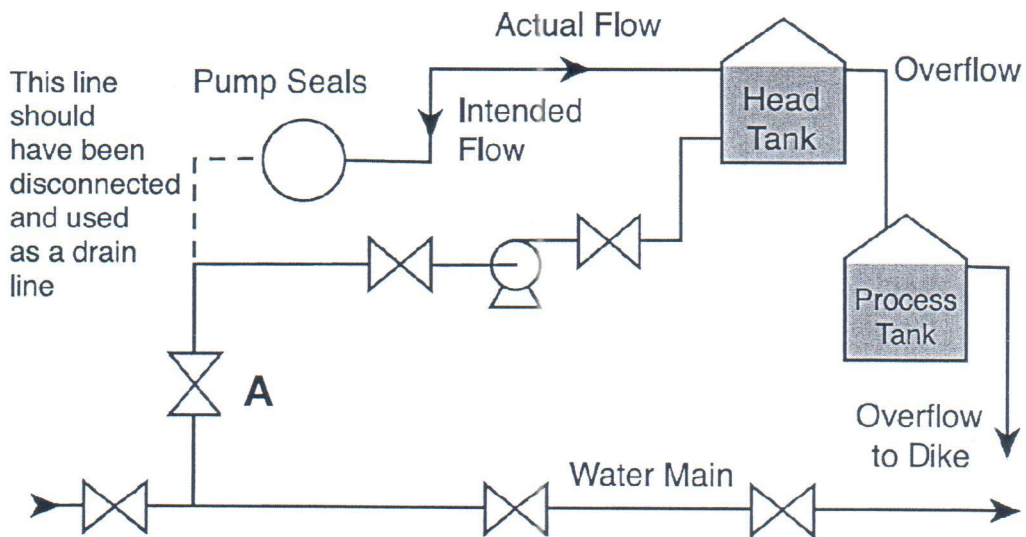 Actual Flow
This line
should
have been
disconnected
and used
as a drain
line
Pump Seals
Intended
Flow
Head
Tank
Overflow
Process
Tank
A
Overflow
to Dike
Water Main